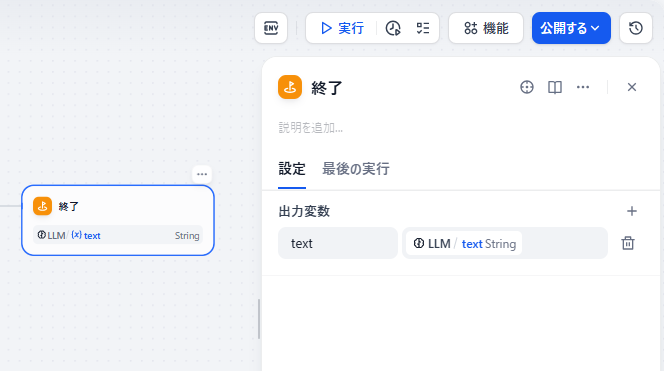 ENV 実行 機能 公開する
終了
説明を追加...
設定 最後の実行
終了
LLM / {x} text String
出力変数
text LLM / text String